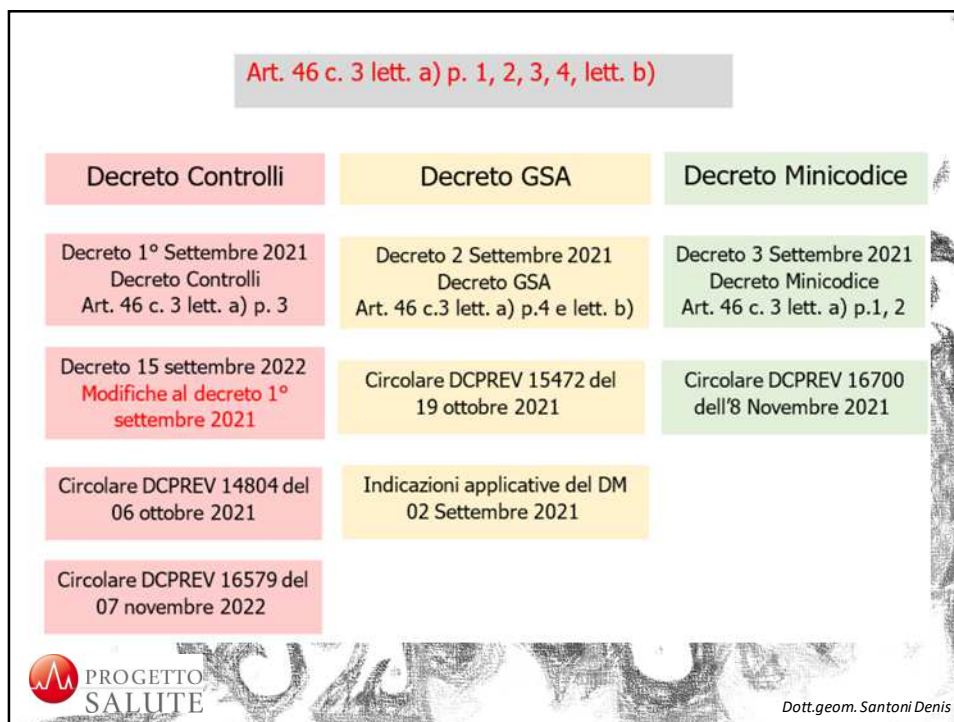 Art. 46 c. 3 lett. a) p. 1, 2, 3, 4, lett. b)
Decreto Controlli
Decreto 1° Settembre 2021
Decreto Controlli
Art. 46 c. 3 lett. a) p. 3
Decreto 15 settembre 2022
Modifiche al decreto 1°
settembre 2021
Circolare DCPREV 14804 del
06 ottobre 2021
Circolare DCPREV 16579 del
07 novembre 2022
Decreto GSA
Decreto 2 Settembre 2021
Decreto GSA
Art. 46 c.3 lett. a) p.4 e lett. b)
Circolare DCPREV 15472 del
19 ottobre 2021
Indicazioni applicative del DM
02 Settembre 2021
Decreto Minicodice
Decreto 3 Settembre 2021
Decreto Minicodice
Art. 46 c. 3 lett. a) p.1, 2
Circolare DCPREV 16700
dell'8 Novembre 2021
PROGETTO
SALUTE
Dott.geom. Santoni Denis